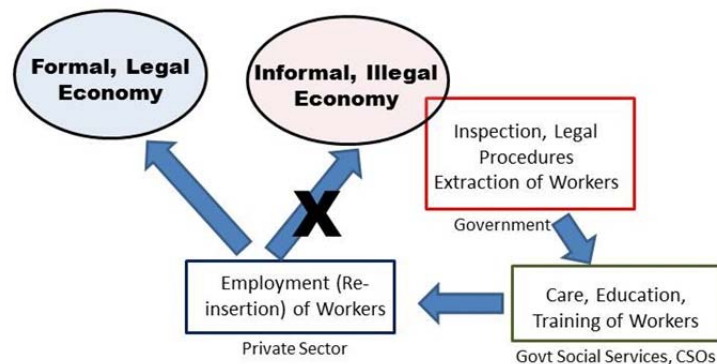 Formal, Legal
Economy
Informal, Illegal
Economy
Inspection, Legal
Procedures
Extraction of Workers
Government
X
Employment (Re-
insertion) of Workers
Private Sector
Care, Education,
Training of Workers
Govt Social Services, CSOs